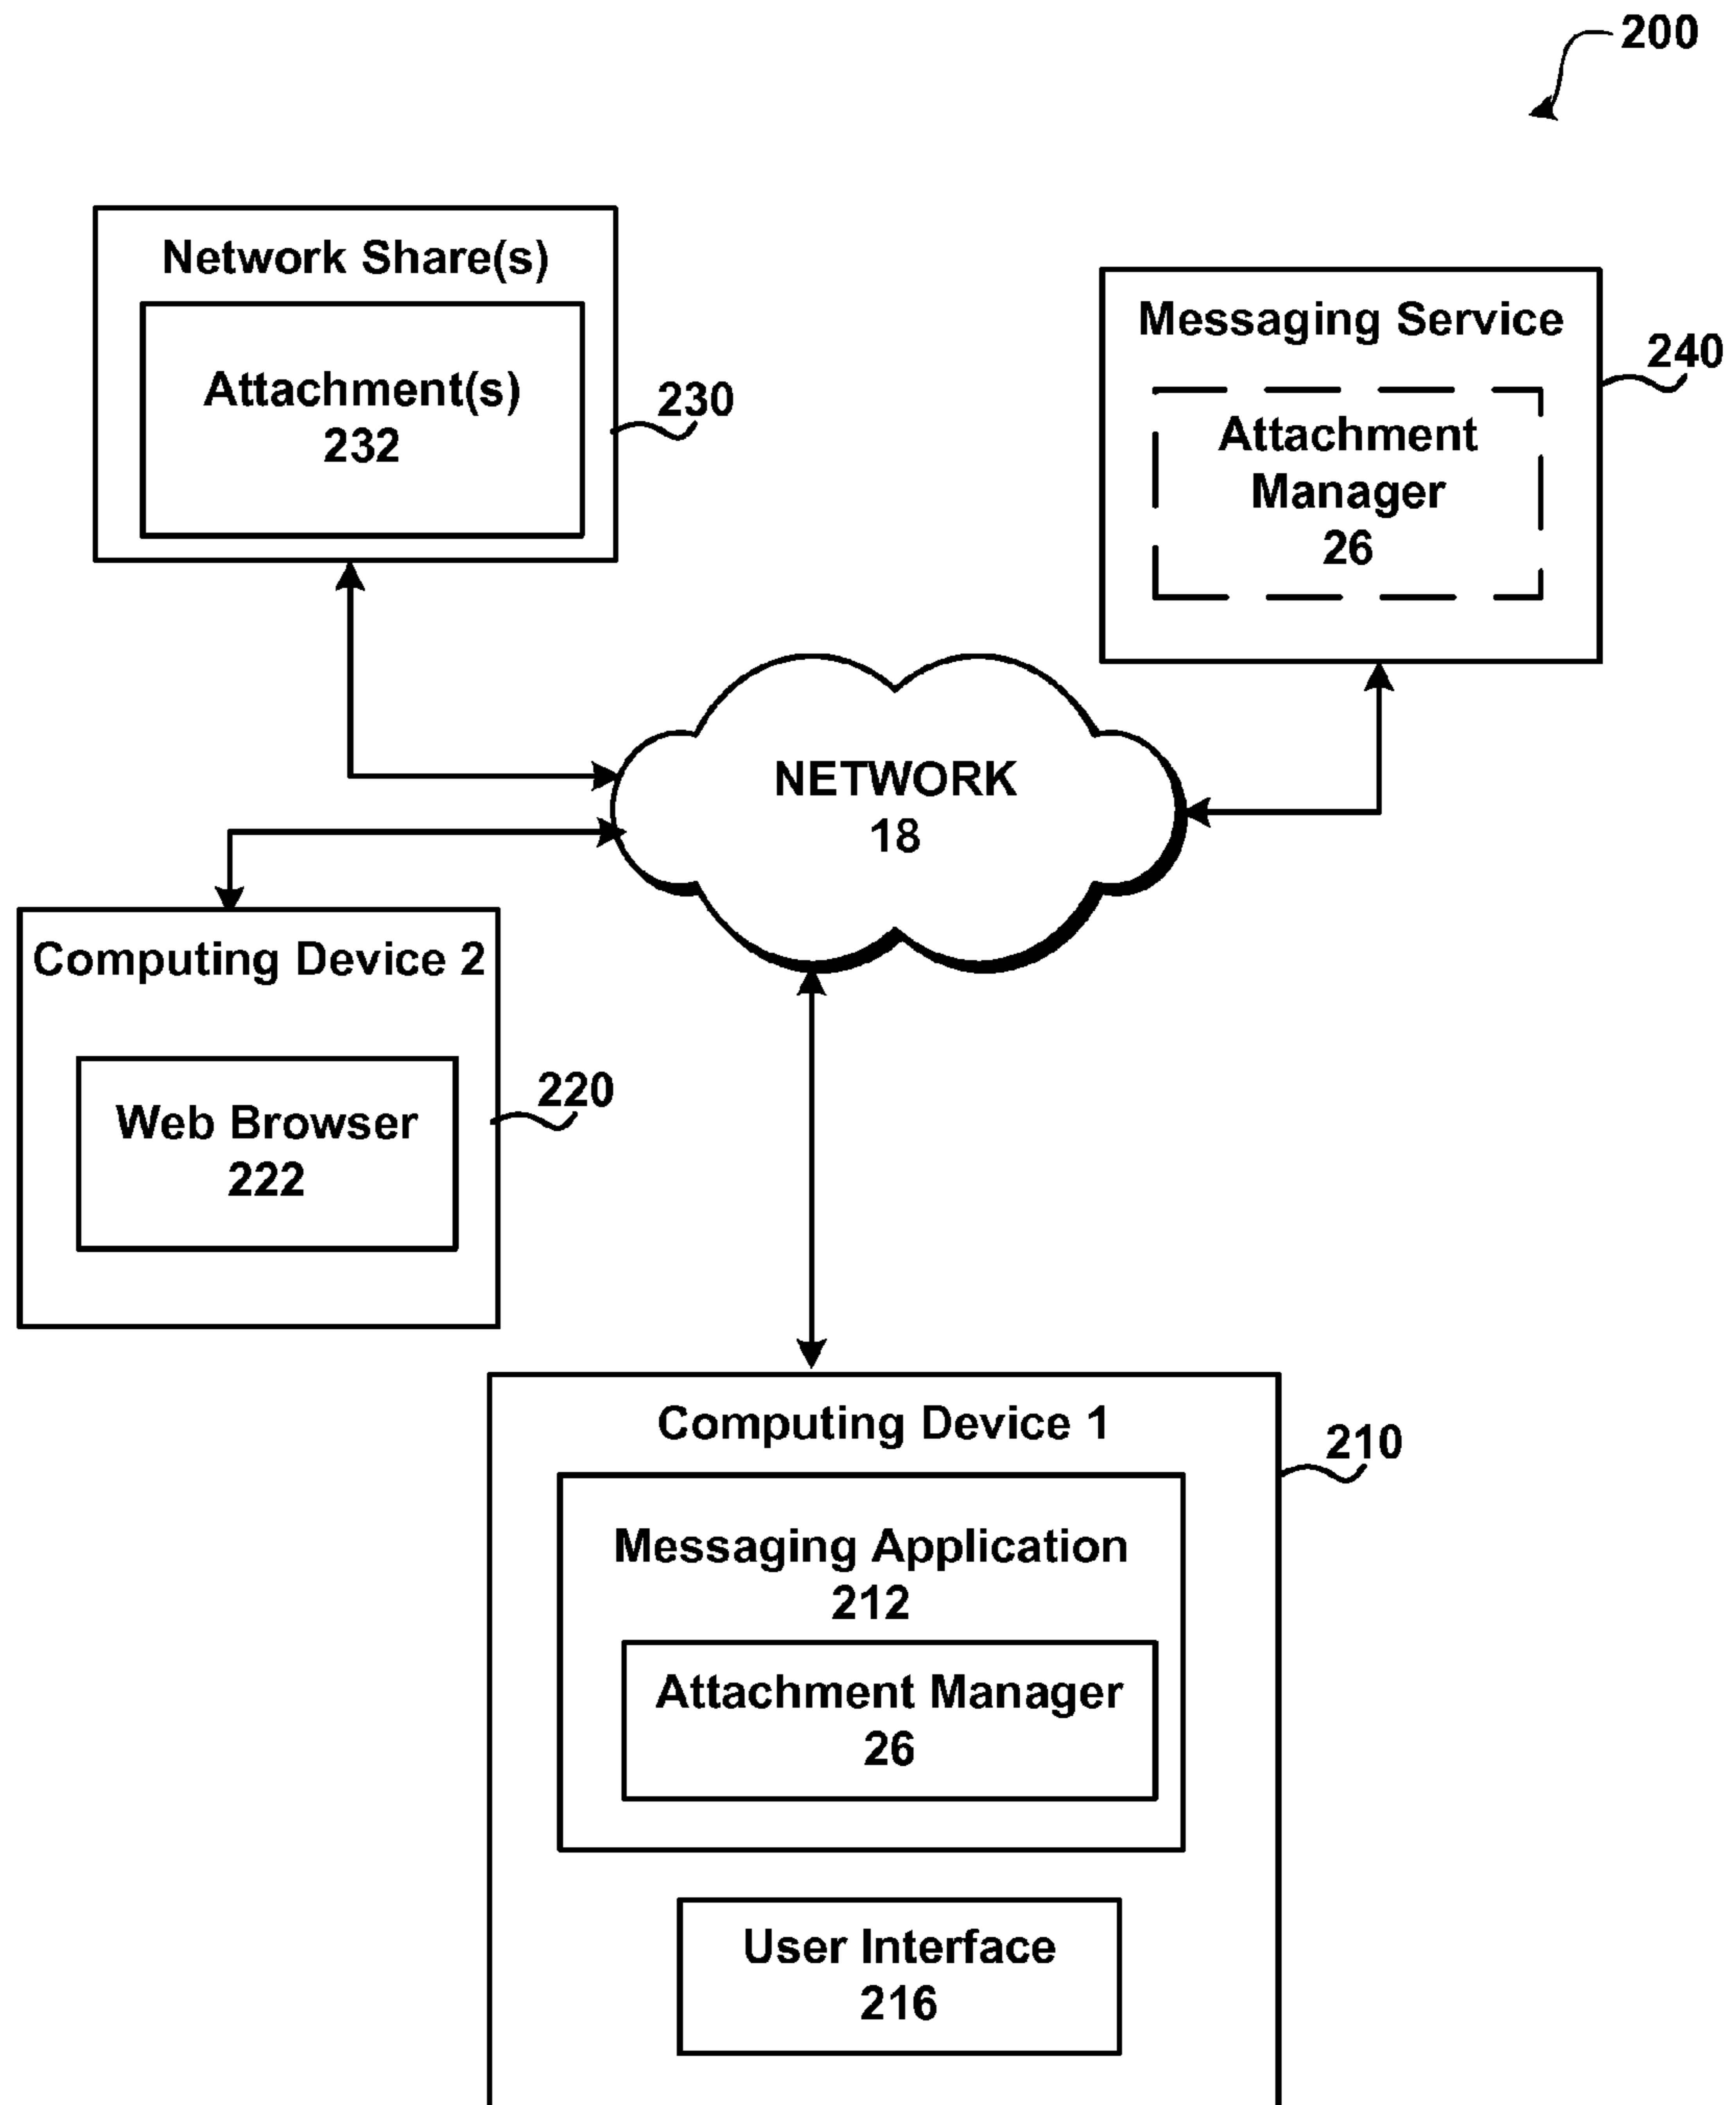 200
Network Share(s)
Attachment(s)
232
230
Messaging Service
240
Attachment
Manager
26
NETWORK
18
Computing Device 2
Web Browser
222
220
Computing Device 1
210
Messaging Application
212
Attachment Manager
26
User Interface
216